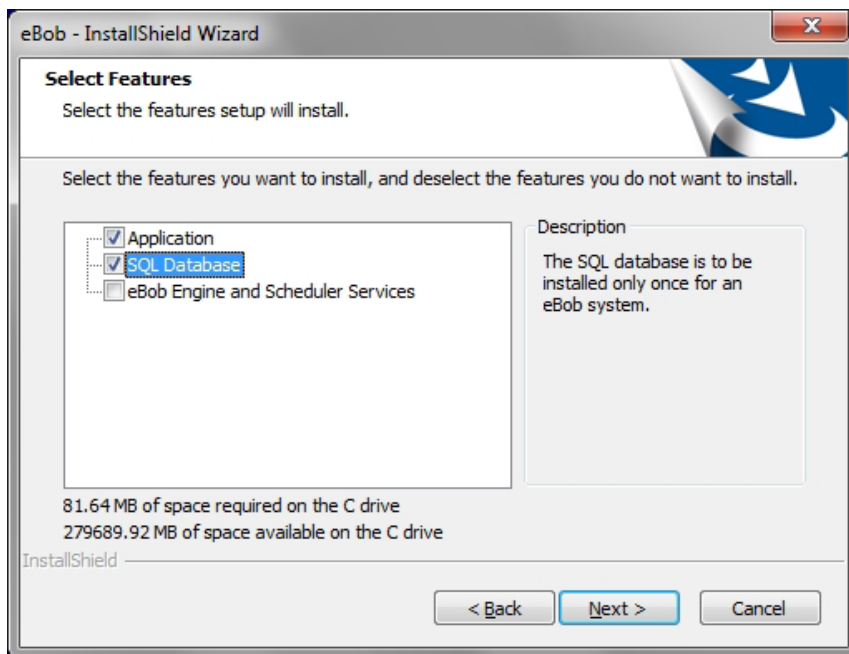 eBob - InstallShield Wizard
Select Features
Select the features setup will install.
Select the features you want to install, and deselect the features you do not want to install.
Application
SQL Database
eBob Engine and Scheduler Services
Description
The SQL database is to be
installed only once for an
eBob system.
81.64 MB of space required on the C drive
279689.92 MB of space available on the C drive
InstallShield
< Back
Next >
Cancel